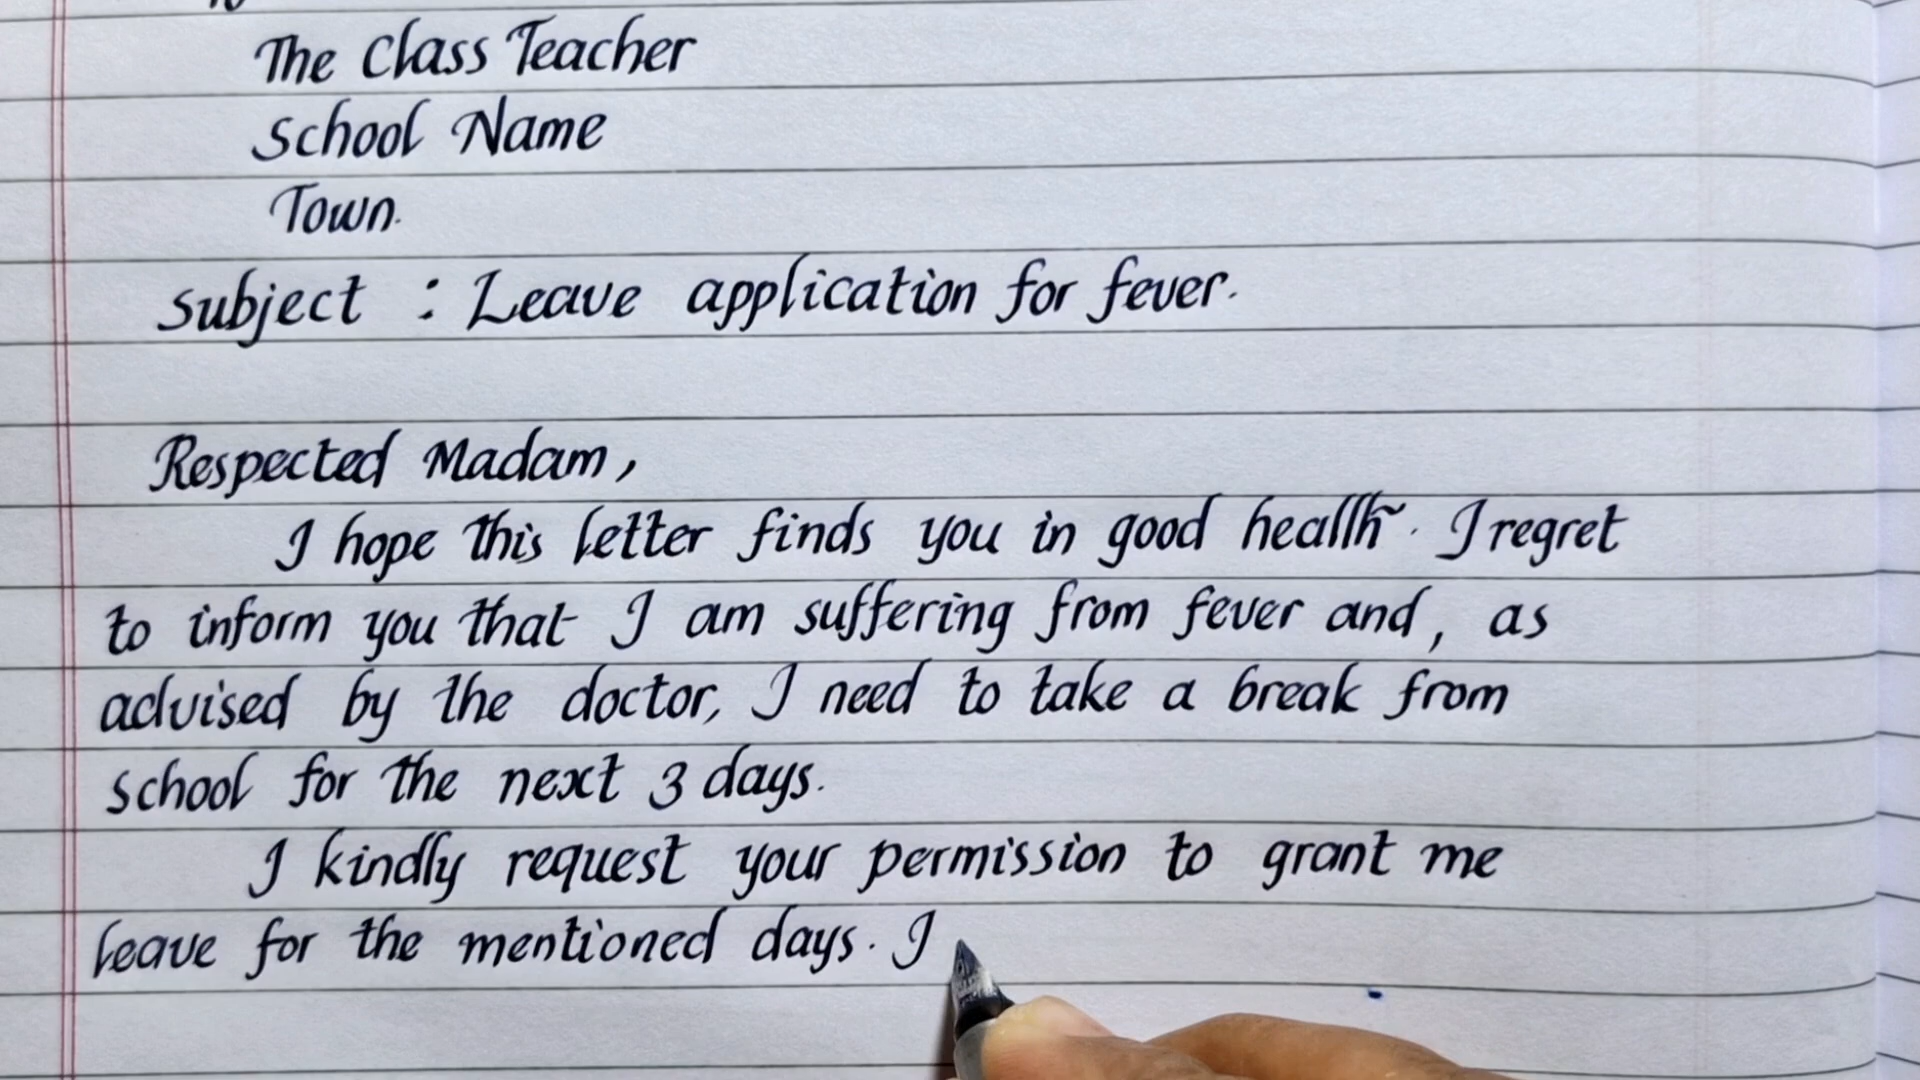 The Class Teacher
School Name
Town.
Subject : Leave application for fever.
Respected Madam,
I hope this letter finds you in good health. I regret
to inform you that I am suffering from fever and, as
advised by the doctor, I need to take a break from
school for the next 3 days.
I kindly request your permission to grant me
leave for the mentioned days. I